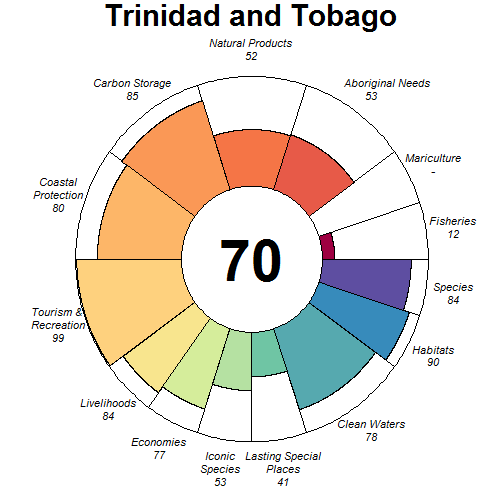 Trinidad and Tobago
Natural Products
52
Carbon Storage
85
Aboriginal Needs
53
Mariculture
-
Coastal
Protection
80
Fisheries
12
70
Species
84
Tourism &
Recreation
99
Habitats
90
Livelihoods
84
Clean Waters
78
Economies
77
Iconic
Species
53
Lasting Special
Places
41